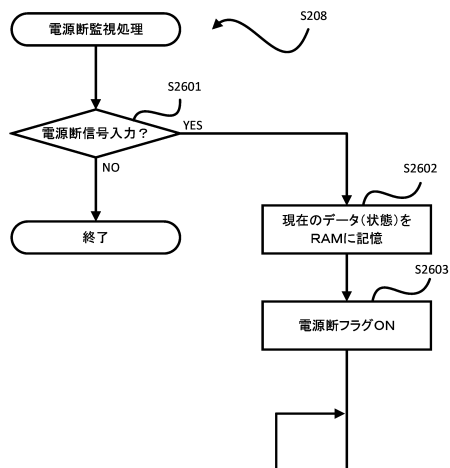 電源断監視処理
S208
S2601
電源断信号入力？
YES
NO
S2602
現在のデータ（状態）を
RAMに記憶
終了
S2603
電源断フラグON